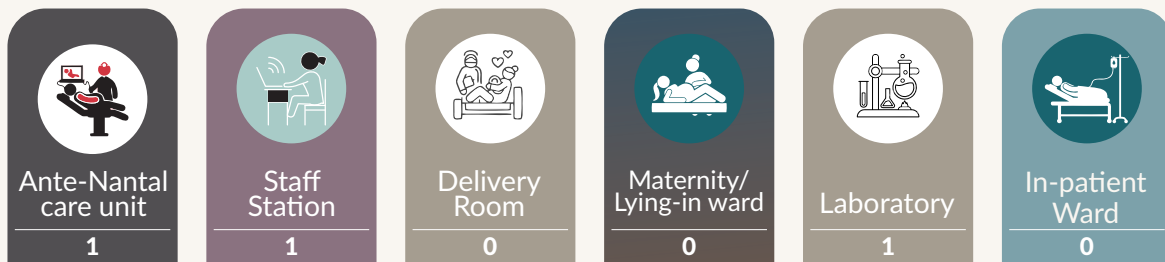 Ante-Nantal
care unit
1
Staff
Station
1
Delivery
Room
0
Maternity/
Lying-in ward
0
Laboratory
1
In-patient
Ward
0